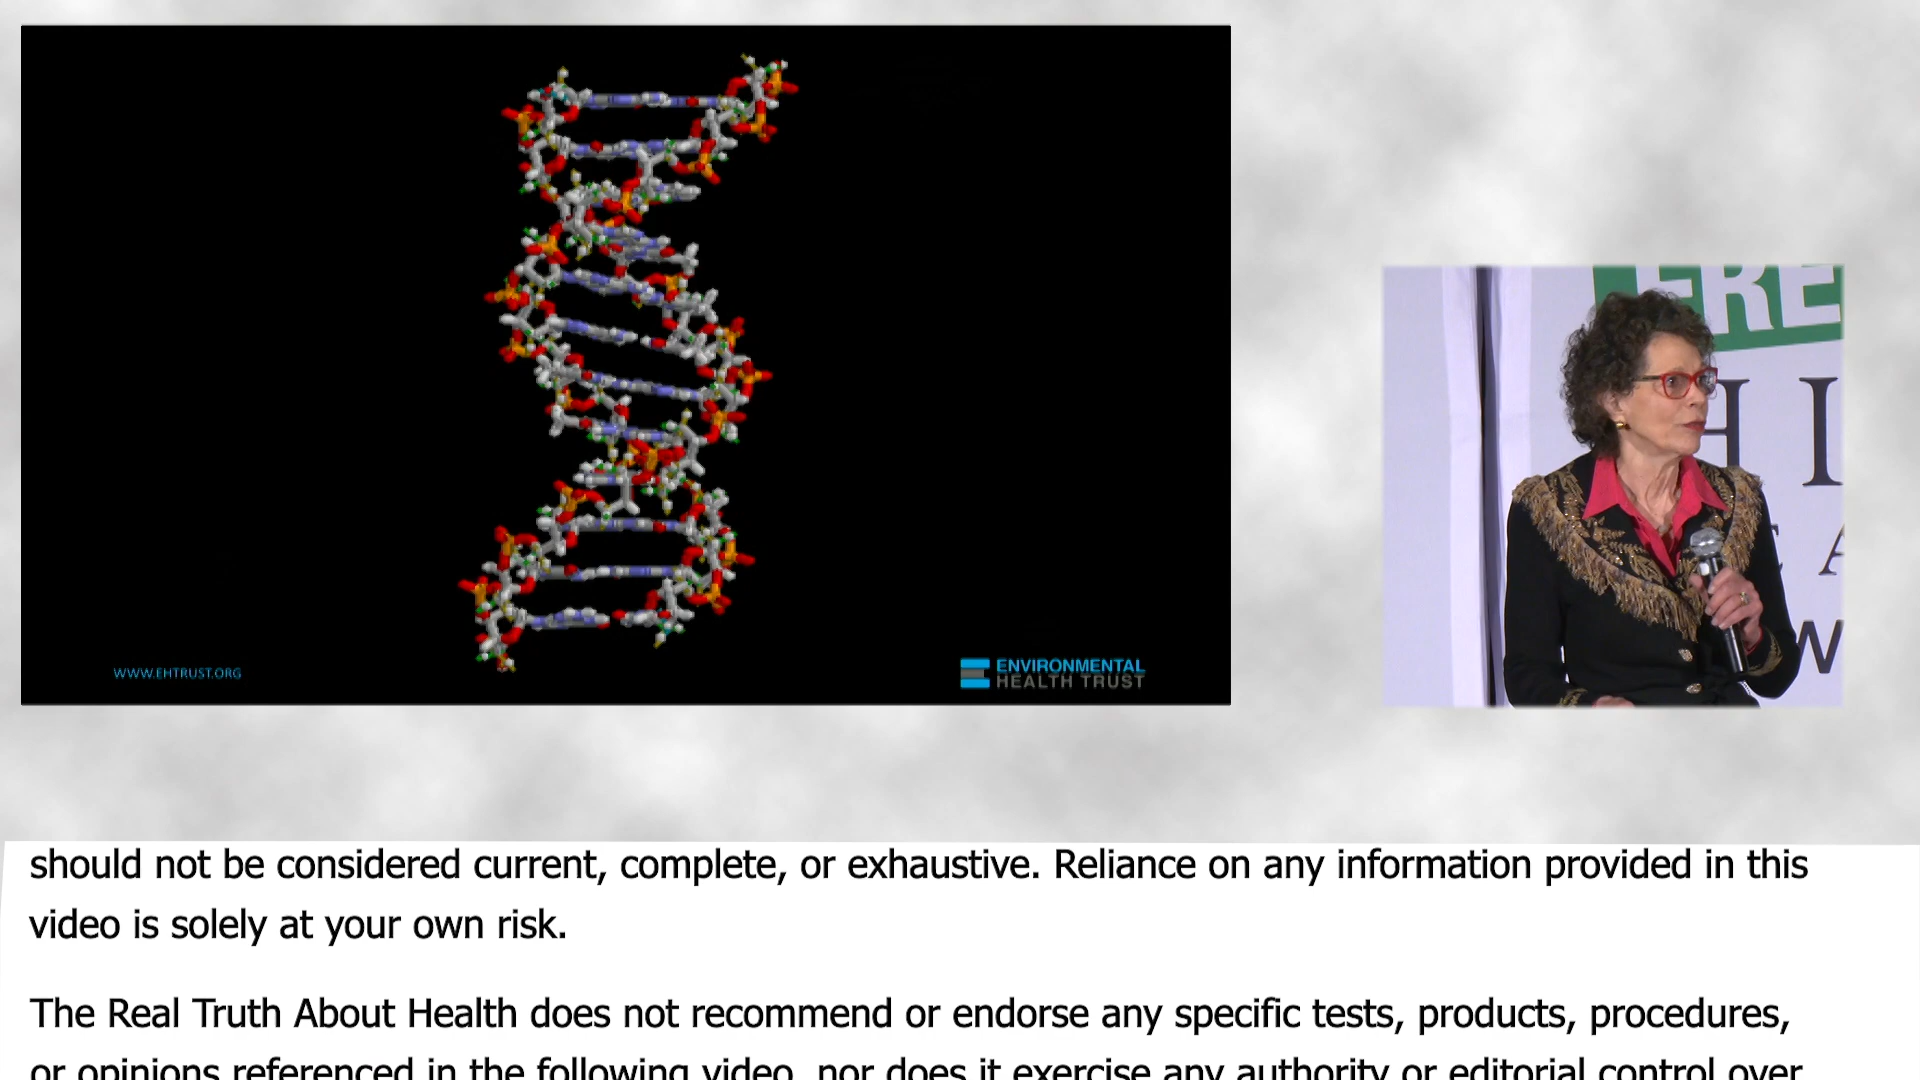 WWW.EHTRUST.ORG
ENVIRONMENTAL
HEALTH TRUST
FRE
H I
E A
W
should not be considered current, complete, or exhaustive. Reliance on any information provided in this
video is solely at your own risk.
The Real Truth About Health does not recommend or endorse any specific tests, products, procedures,
or opinions referenced in the following video, nor does it exercise any authority or editorial control over